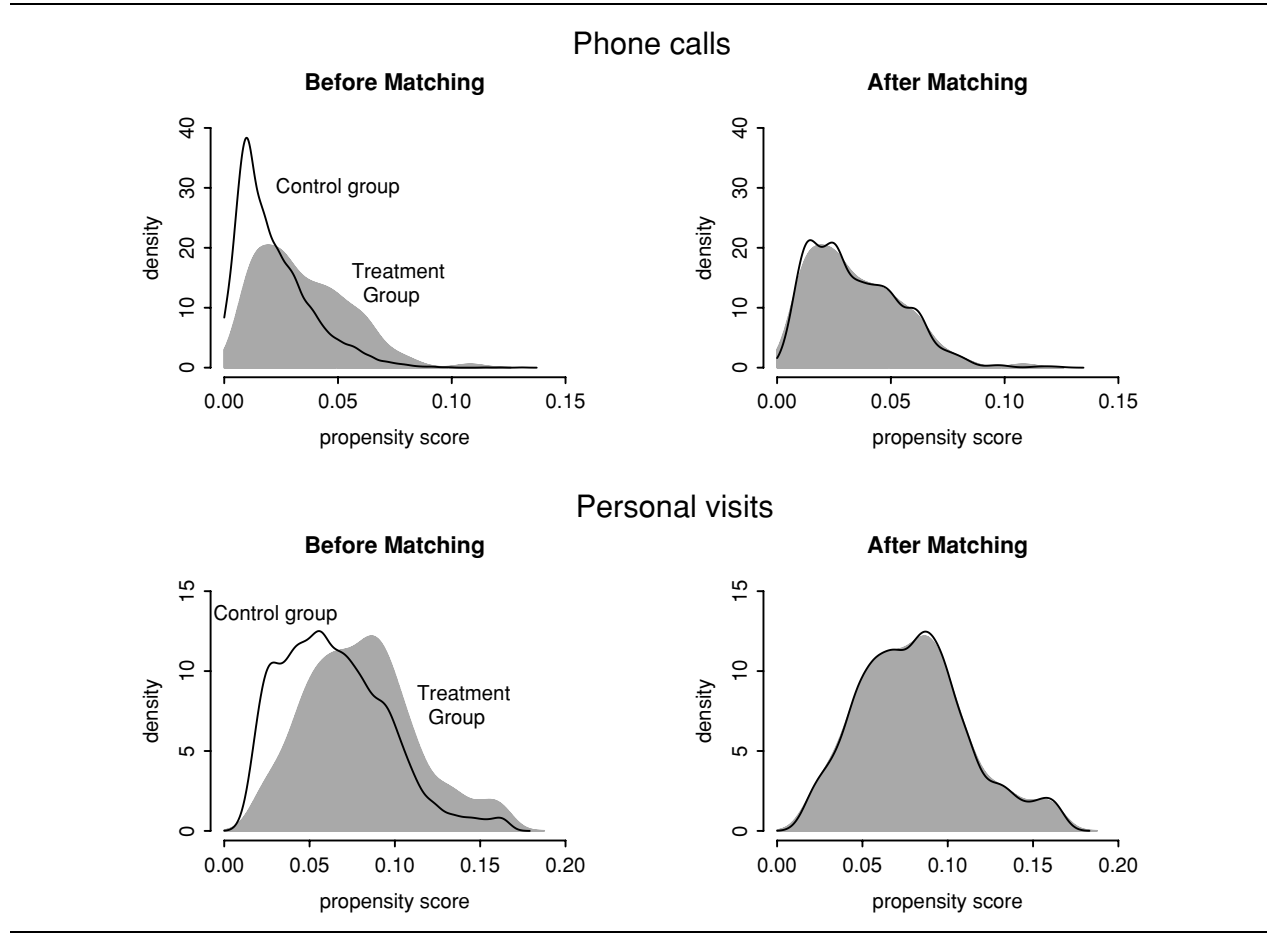 Phone calls
Before Matching
After Matching
density
0
10
20
30
40
Control group
Treatment
Group
0.00 0.05 0.10 0.15
propensity score
density
0
10
20
30
40
0.00 0.05 0.10 0.15
propensity score
Personal visits
Before Matching
After Matching
density
0
5
10
15
Control group
Treatment
Group
0.00 0.05 0.10 0.15 0.20
propensity score
density
0
5
10
15
0.00 0.05 0.10 0.15 0.20
propensity score